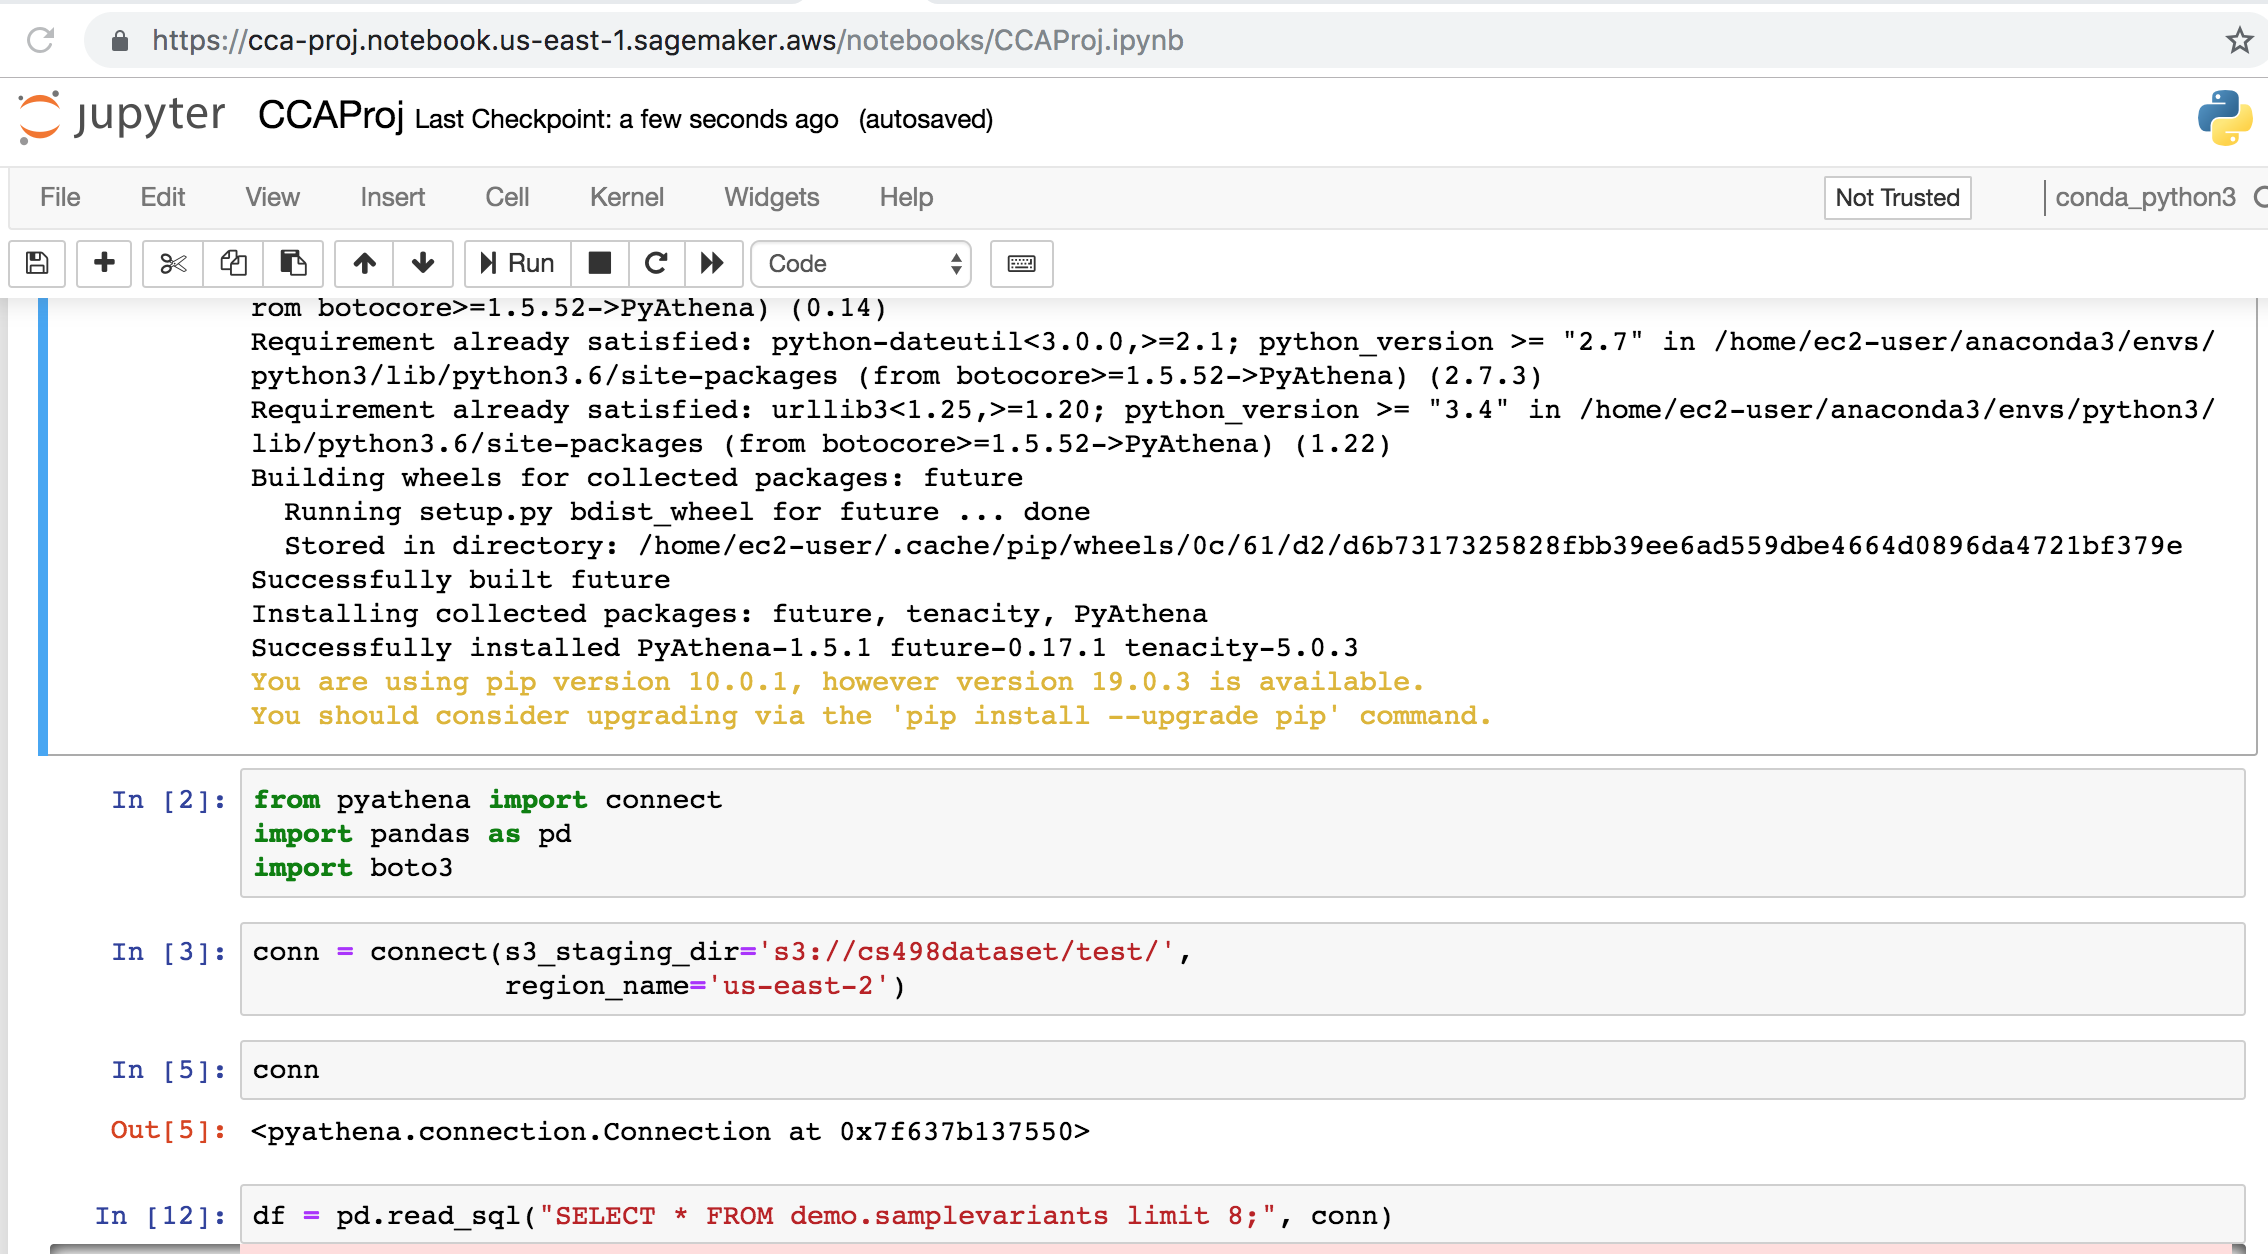 https://cca-proj.notebook.us-east-1.sagemaker.aws/notebooks/CCAProj.ipynb
jupyter CCAProj Last Checkpoint: a few seconds ago (autosaved)
File Edit View Insert Cell Kernel Widgets Help Not Trusted conda_python3
Run Code
rom botocore>=1.5.52->PyAthena) (0.14)
Requirement already satisfied: python-dateutil<3.0.0,>=2.1; python_version >= "2.7" in /home/ec2-user/anaconda3/envs/
python3/lib/python3.6/site-packages (from botocore>=1.5.52->PyAthena) (2.7.3)
Requirement already satisfied: urllib3<1.25,>=1.20; python_version >= "3.4" in /home/ec2-user/anaconda3/envs/python3/
lib/python3.6/site-packages (from botocore>=1.5.52->PyAthena) (1.22)
Building wheels for collected packages: future
  Running setup.py bdist_wheel for future ... done
  Stored in directory: /home/ec2-user/.cache/pip/wheels/0c/61/d2/d6b7317325828fbb39ee6ad559dbe4664d0896da4721bf379e
Successfully built future
Installing collected packages: future, tenacity, PyAthena
Successfully installed PyAthena-1.5.1 future-0.17.1 tenacity-5.0.3
You are using pip version 10.0.1, however version 19.0.3 is available.
You should consider upgrading via the 'pip install --upgrade pip' command.
In [2]: from pyathena import connect
import pandas as pd
import boto3
In [3]: conn = connect(s3_staging_dir='s3://cs498dataset/test/',
region_name='us-east-2')
In [5]: conn
Out[5]: <pyathena.connection.Connection at 0x7f637b137550>
In [12]: df = pd.read_sql("SELECT * FROM demo.samplevariants limit 8;", conn)